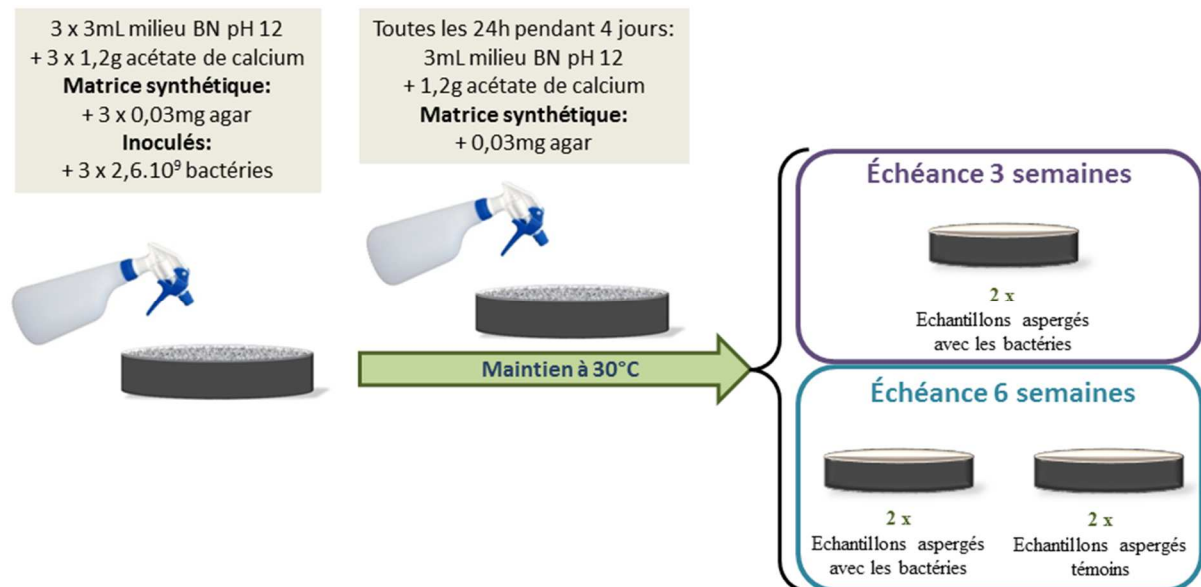 3 x 3mL milieu BN pH 12
+ 3 x 1,2g acétate de calcium
Matrice synthétique:
+ 3 x 0,03mg agar
Inoculés:
+ 3 x 2,6.10⁹ bactéries
Toutes les 24h pendant 4 jours:
3mL milieu BN pH 12
+ 1,2g acétate de calcium
Matrice synthétique:
+ 0,03mg agar
Maintien à 30°C
Échéance 3 semaines
2 x
Echantillons aspergés
avec les bactéries
Échéance 6 semaines
2 x
Echantillons aspergés
avec les bactéries
2 x
Echantillons aspergés
témoins